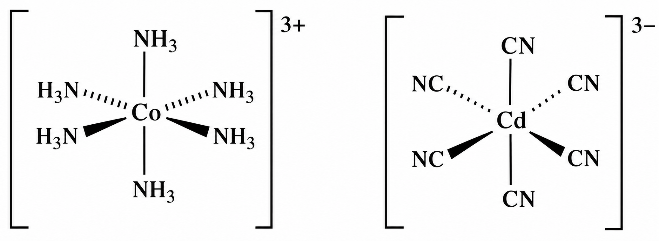 NH₃
H₃N NH₃
Co
H₃N NH₃
NH₃
3+
CN
NC CN
Cd
NC CN
CN
3−